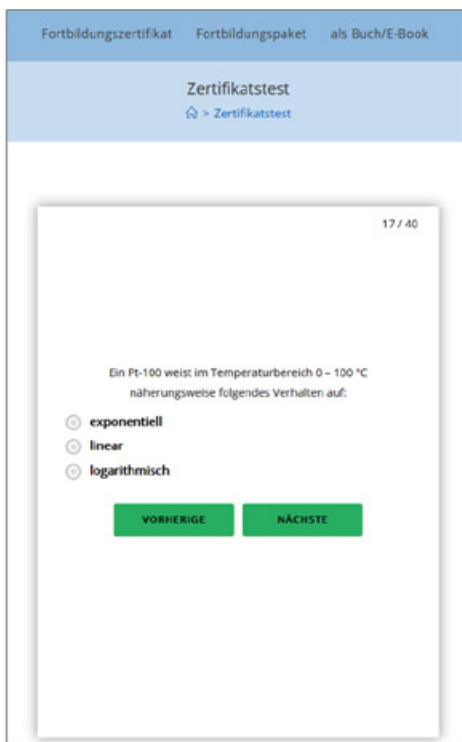 Fortbildungszertifikat Fortbildungspaket als Buch/E-Book
Zertifikatstest
> Zertifikatstest
17 / 40
Ein Pt-100 weist im Temperaturbereich 0 – 100 °C
näherungsweise folgendes Verhalten auf:
exponentiell
linear
logarithmisch
VORHERIGE NÄCHSTE